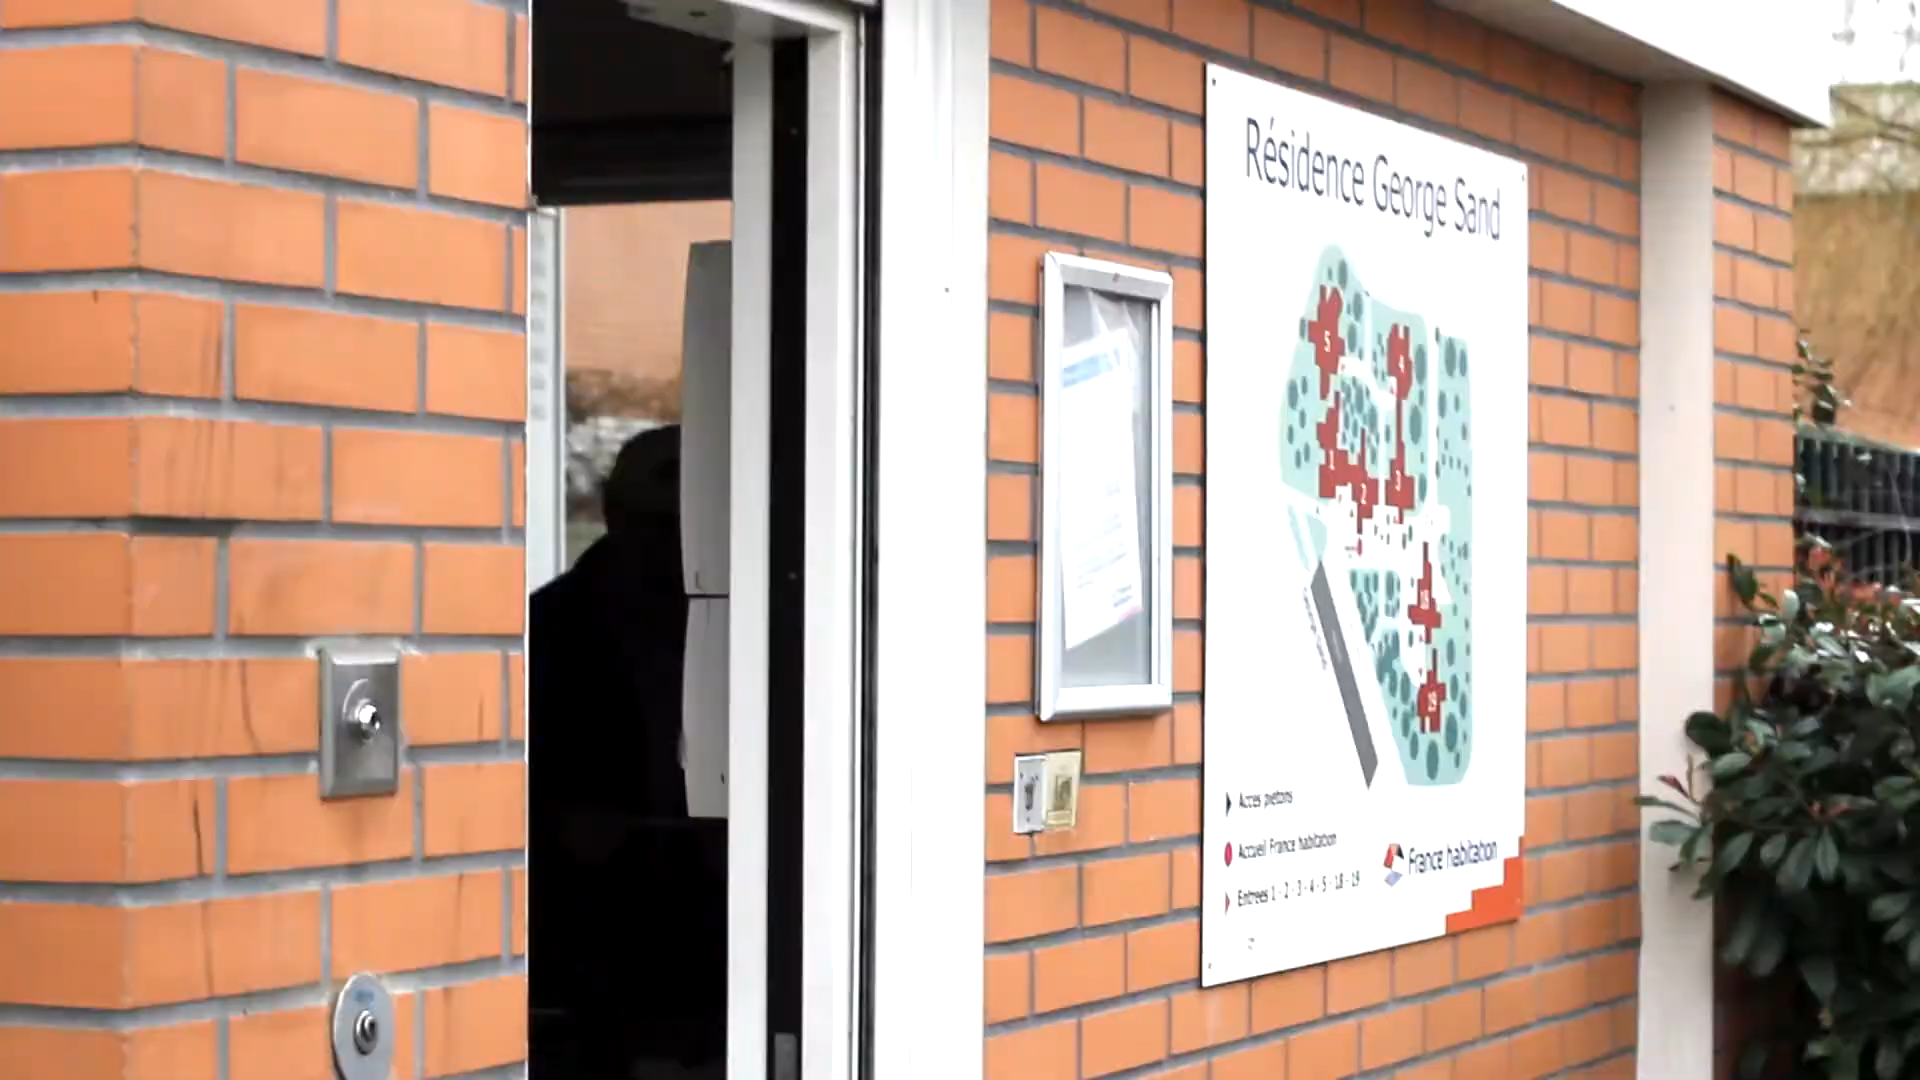 Résidence George Sand
5
4
1
2
3
18
19
Accès piétons
Accueil France habitation
Entrées 1 - 2 - 3 - 4 - 5 - 18 - 19
France habitation